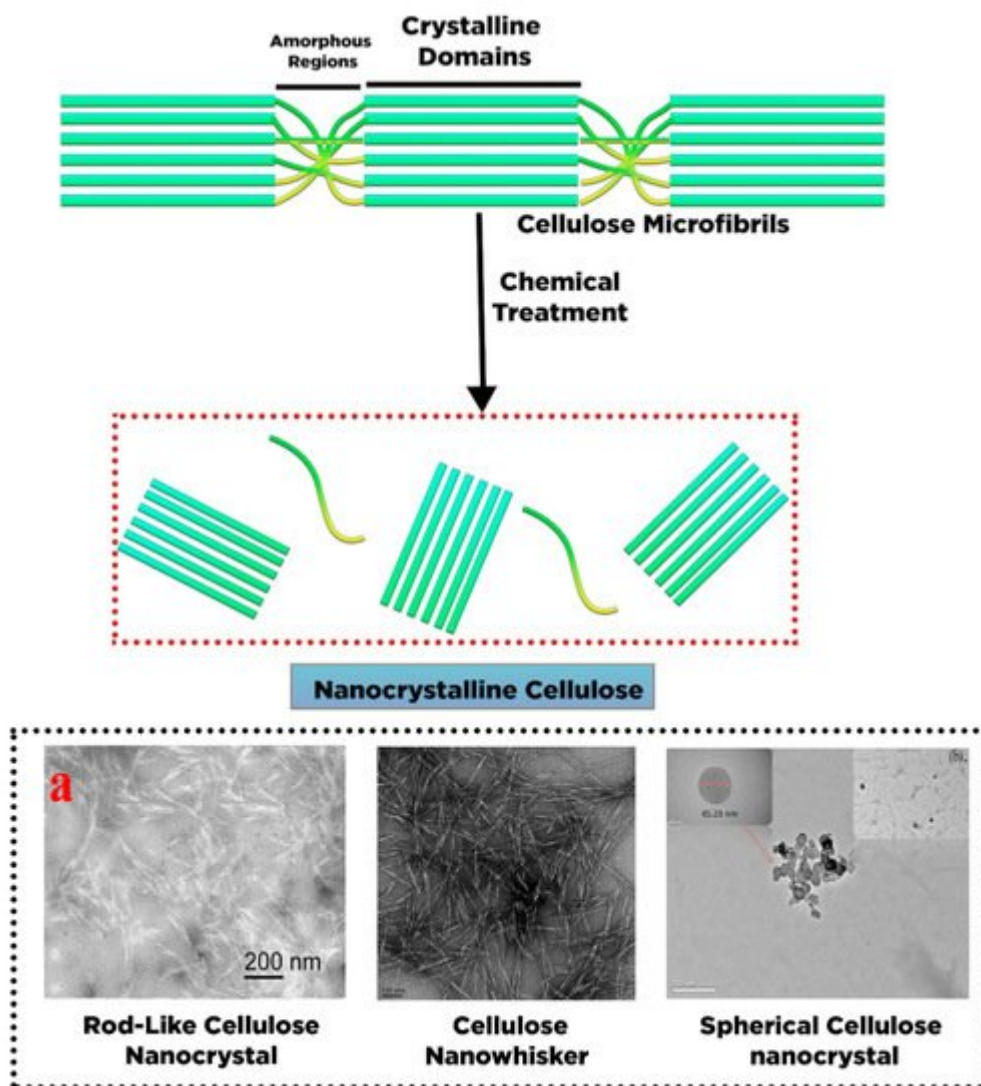 Amorphous
Regions
Crystalline
Domains
Cellulose Microfibrils
Chemical
Treatment
Nanocrystalline Cellulose
a
200 nm
Rod-Like Cellulose
Nanocrystal
Cellulose
Nanowhisker
Spherical Cellulose
nanocrystal